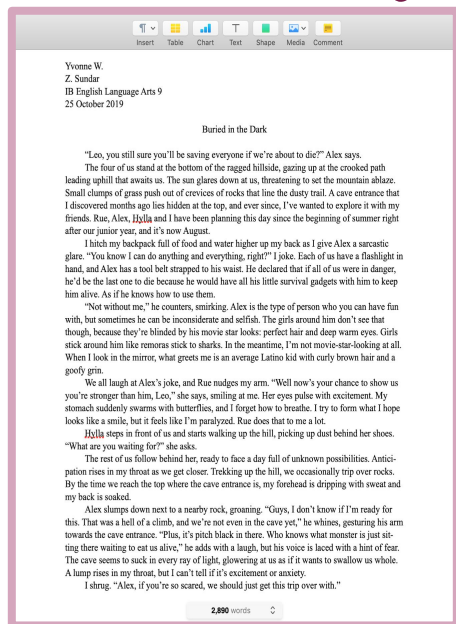 Insert Table Chart Text Shape Media Comment
Yvonne W.
Z. Sundar
IB English Language Arts 9
25 October 2019
Buried in the Dark
“Leo, you still sure you’ll be saving everyone if we’re about to die?” Alex says.
The four of us stand at the bottom of the ragged hillside, gazing up at the crooked path
leading uphill that awaits us. The sun glares down at us, threatening to set the mountain ablaze.
Small clumps of grass push out of crevices of rocks that line the dusty trail. A cave entrance that
I discovered months ago lies hidden at the top, and ever since, I’ve wanted to explore it with my
friends. Rue, Alex, Hylla and I have been planning this day since the beginning of summer right
after our junior year, and it’s now August.
I hitch my backpack full of food and water higher up my back as I give Alex a sarcastic
glare. “You know I can do anything and everything, right?” I joke. Each of us have a flashlight in
hand, and Alex has a tool belt strapped to his waist. He declared that if all of us were in danger,
he’d be the last one to die because he would have all his little survival gadgets with him to keep
him alive. As if he knows how to use them.
“Not without me,” he counters, smirking. Alex is the type of person who you can have fun
with, but sometimes he can be inconsiderate and selfish. The girls around him don’t see that
though, because they’re blinded by his movie star looks: perfect hair and deep warm eyes. Girls
stick around him like remoras stick to sharks. In the meantime, I’m not movie-star-looking at all.
When I look in the mirror, what greets me is an average Latino kid with curly brown hair and a
goofy grin.
We all laugh at Alex’s joke, and Rue nudges my arm. “Well now’s your chance to show us
you’re stronger than him, Leo,” she says, smiling at me. Her eyes pulse with excitement. My
stomach suddenly swarms with butterflies, and I forget how to breathe. I try to form what I hope
looks like a smile, but it feels like I’m paralyzed. Rue does that to me a lot.
Hylla steps in front of us and starts walking up the hill, picking up dust behind her shoes.
“What are you waiting for?” she asks.
The rest of us follow behind her, ready to face a day full of unknown possibilities. Antici-
pation rises in my throat as we get closer. Trekking up the hill, we occasionally trip over rocks.
By the time we reach the top where the cave entrance is, my forehead is dripping with sweat and
my back is soaked.
Alex slumps down next to a nearby rock, groaning. “Guys, I don’t know if I’m ready for
this. That was a hell of a climb, and we’re not even in the cave yet,” he whines, gesturing his arm
towards the cave entrance. “Plus, it’s pitch black in there. Who knows what monster is just sit-
ting there waiting to eat us alive,” he adds with a laugh, but his voice is laced with a hint of fear.
The cave seems to suck in every ray of light, glowering at us as if it wants to swallow us whole.
A lump rises in my throat, but I can’t tell if it’s excitement or anxiety.
I shrug. “Alex, if you’re so scared, we should just get this trip over with.”
2,890 words